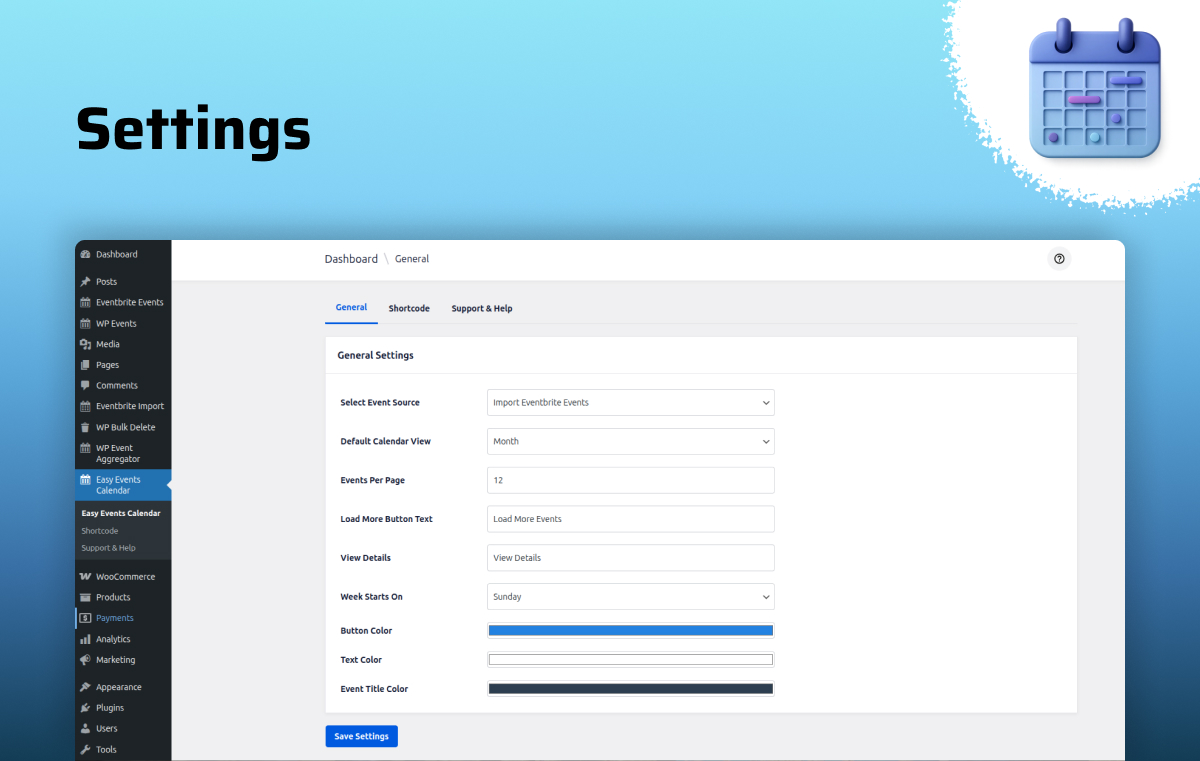 Settings
Dashboard
Posts
Eventbrite Events
WP Events
Media
Pages
Comments
Eventbrite Import
WP Bulk Delete
WP Event
Aggregator
Easy Events
Calendar
Easy Events Calendar
Shortcode
Support & Help
WooCommerce
Products
Payments
Analytics
Marketing
Appearance
Plugins
Users
Tools
Dashboard \ General
General Shortcode Support & Help
General Settings
Select Event Source Import Eventbrite Events
Default Calendar View Month
Events Per Page 12
Load More Button Text Load More Events
View Details View Details
Week Starts On Sunday
Button Color
Text Color
Event Title Color
Save Settings